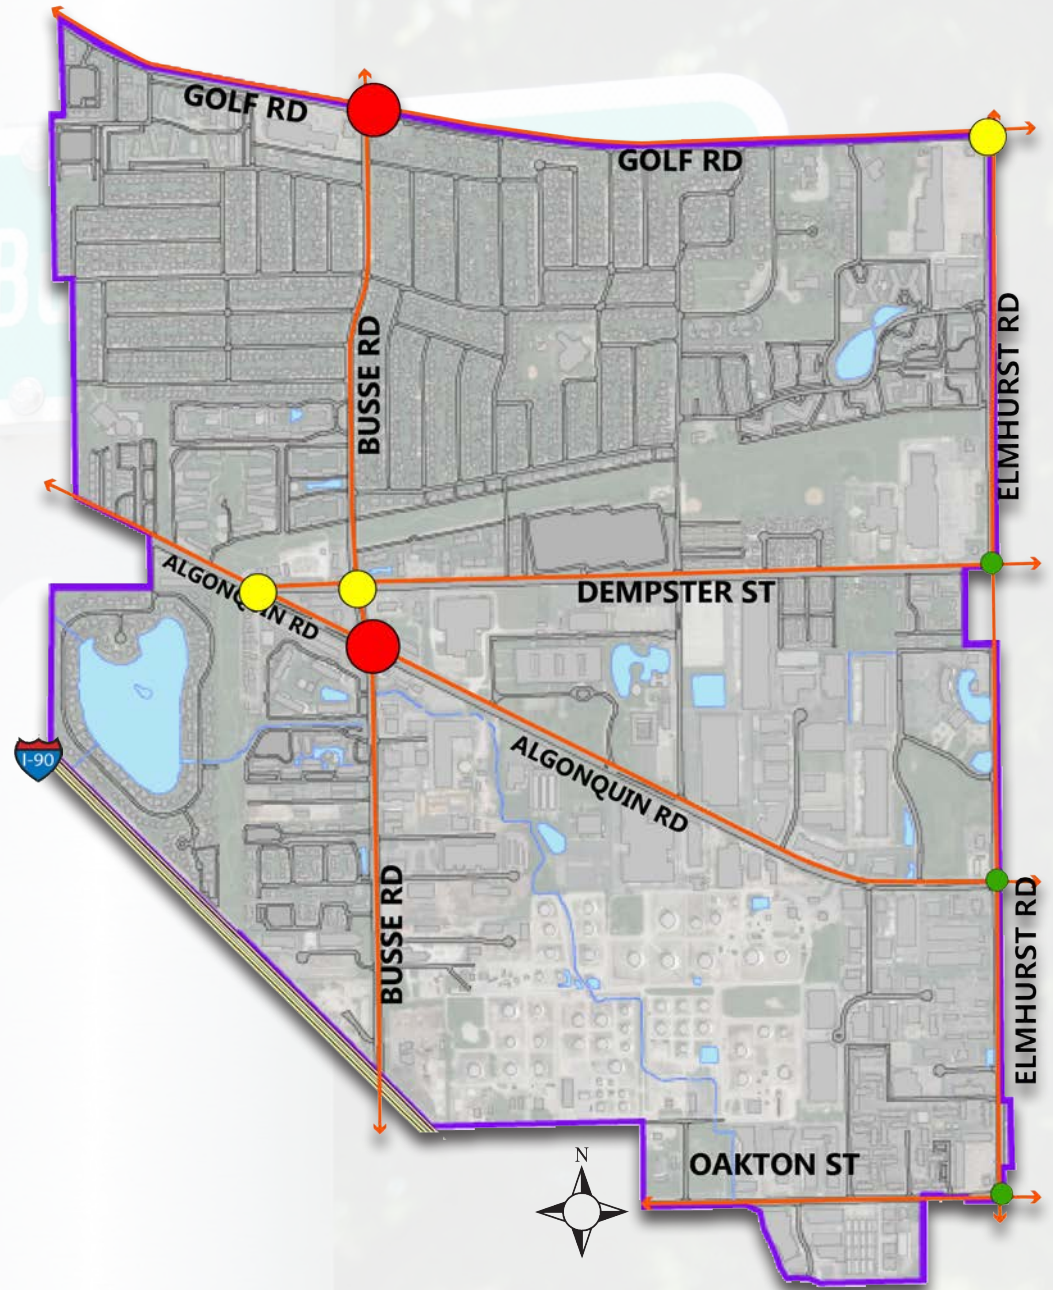 GOLF RD
GOLF RD
BUSSE RD
ELMHURST RD
ALGONQUIN RD
DEMPSTER ST
I-90
ALGONQUIN RD
BUSSE RD
ELMHURST RD
N
OAKTON ST